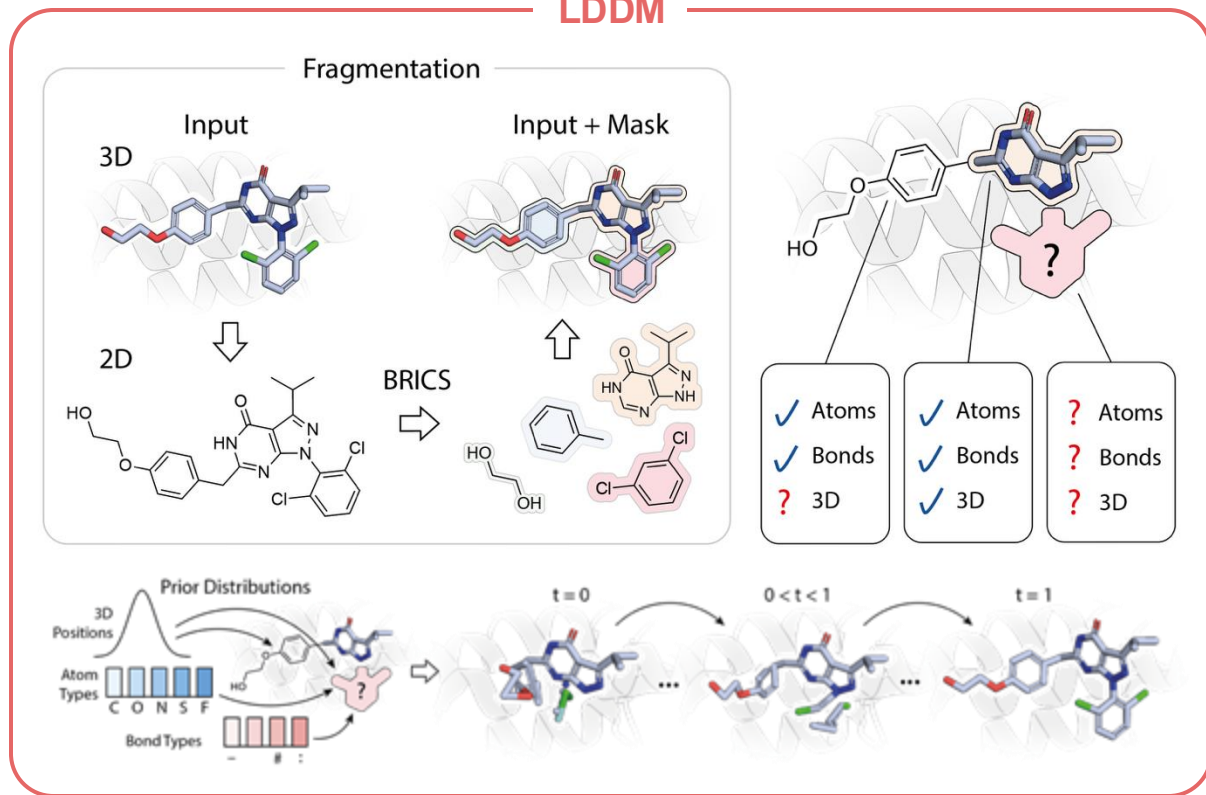 LDDM
Fragmentation
Input
Input + Mask
3D
2D
BRICS
HO
O
O
HN
N
N
N
Cl
Cl
HO
OH
O
HN
N
N
NH
Cl
Cl
O
HO
?
✓ Atoms
✓ Bonds
? 3D
✓ Atoms
✓ Bonds
✓ 3D
? Atoms
? Bonds
? 3D
Prior Distributions
3D
Positions
Atom
Types
C O N S F
Bond Types
– # :
HO
O
?
t = 0
...
0 < t < 1
...
t = 1